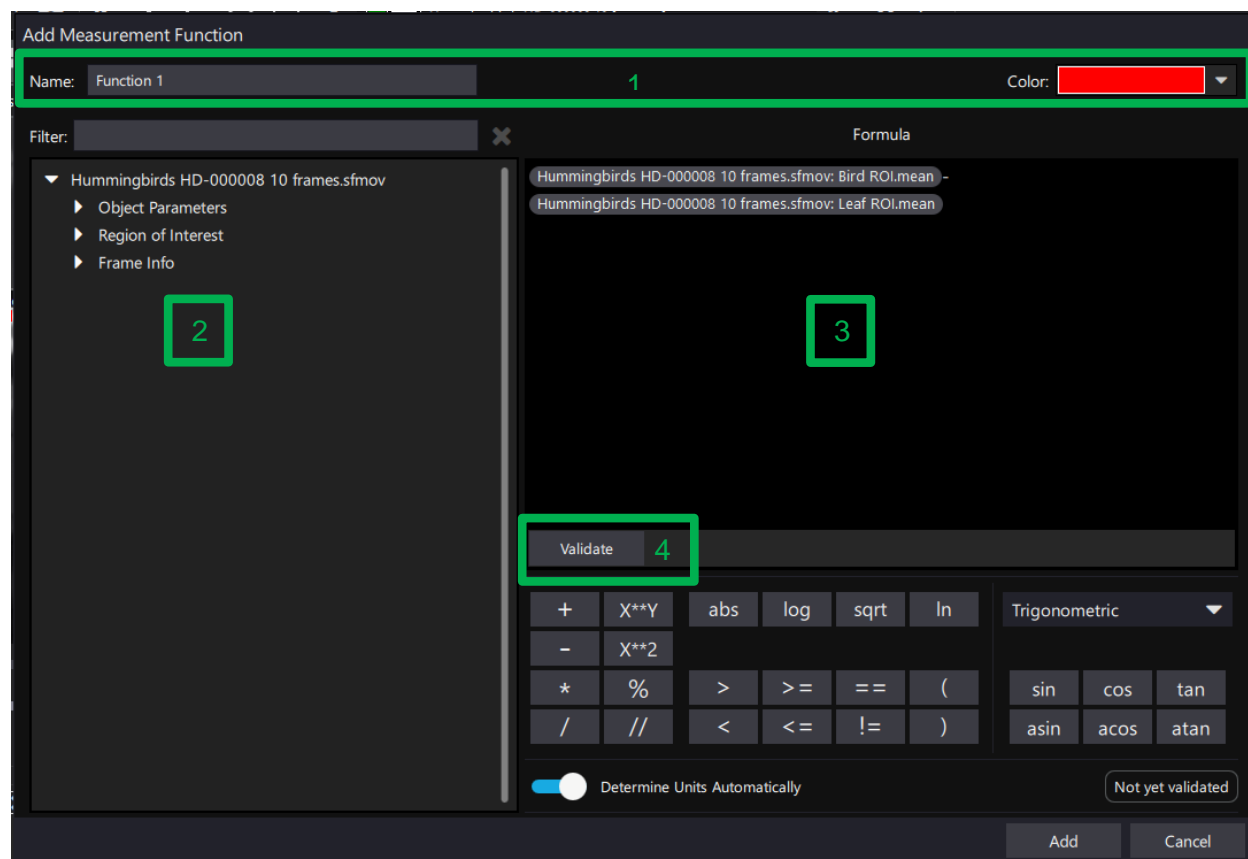 Add Measurement Function
Name: Function 1 1 Color:
Filter: Formula
Hummingbirds HD-000008 10 frames.sfmov
Object Parameters
Region of Interest
Frame Info
2
Hummingbirds HD-000008 10 frames.sfmov: Bird ROI.mean -
Hummingbirds HD-000008 10 frames.sfmov: Leaf ROI.mean
3
Validate 4
+ X**Y abs log sqrt ln Trigonometric
- X**2
* % > >= == ( sin cos tan
/ // < <= != ) asin acos atan
Determine Units Automatically Not yet validated
Add Cancel